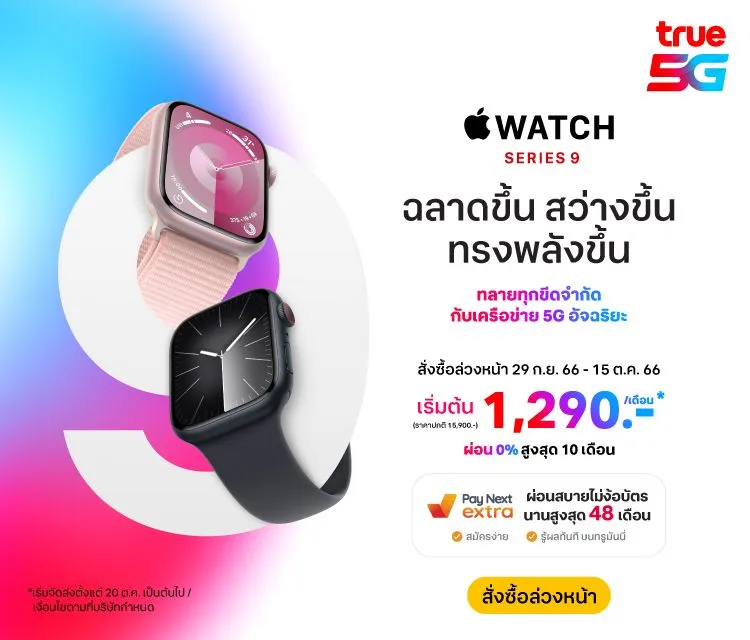 true
5G
WATCH
SERIES 9
ฉลาดขึ้น สว่างขึ้น
ทรงพลังขึ้น
ทลายทุกขีดจำกัด
กับเครือข่าย 5G อัจฉริยะ
สั่งซื้อล่วงหน้า 29 ก.ย. 66 - 15 ต.ค. 66
เริ่มต้น 1,290.-/เดือน*
(ราคาปกติ 15,900.-)
ผ่อน 0% สูงสุด 10 เดือน
Pay Next
extra
ผ่อนสบายไม่ง้อบัตร
นานสูงสุด 48 เดือน
สมัครง่าย รู้ผลทันที บนทรูมันนี่
สั่งซื้อล่วงหน้า
*เริ่มจัดส่งตั้งแต่ 20 ต.ค. เป็นต้นไป /
เงื่อนไขตามที่บริษัทกำหนด